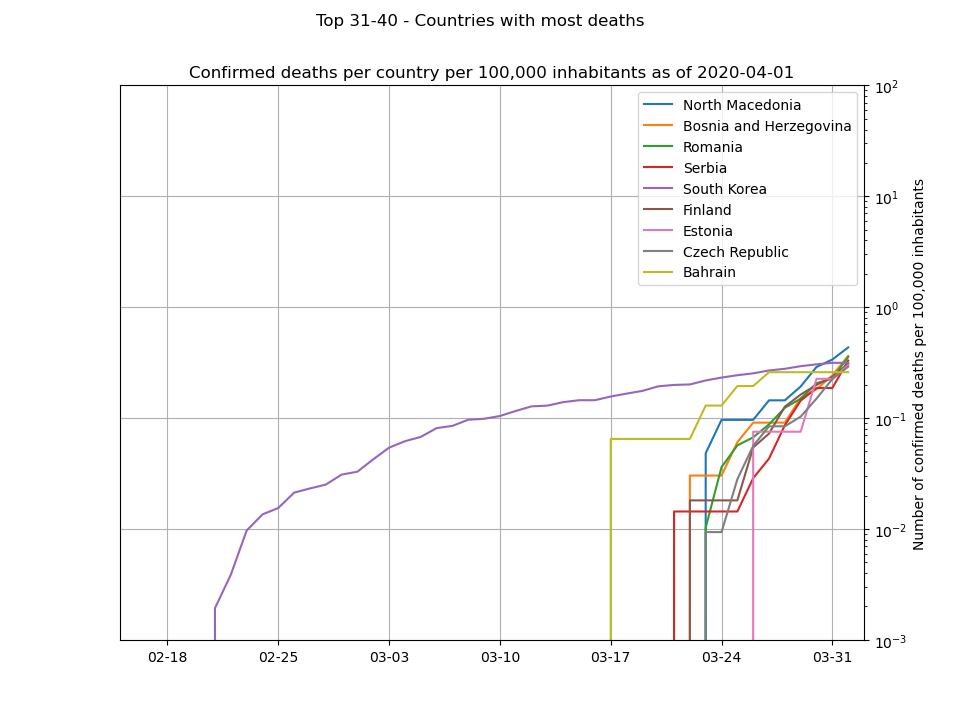 Top 31-40 - Countries with most deaths
Confirmed deaths per country per 100,000 inhabitants as of 2020-04-01
North Macedonia
Bosnia and Herzegovina
Romania
Serbia
South Korea
Finland
Estonia
Czech Republic
Bahrain
10²
10¹
10⁰
10⁻¹
10⁻²
10⁻³
Number of confirmed deaths per 100,000 inhabitants
02-18
02-25
03-03
03-10
03-17
03-24
03-31